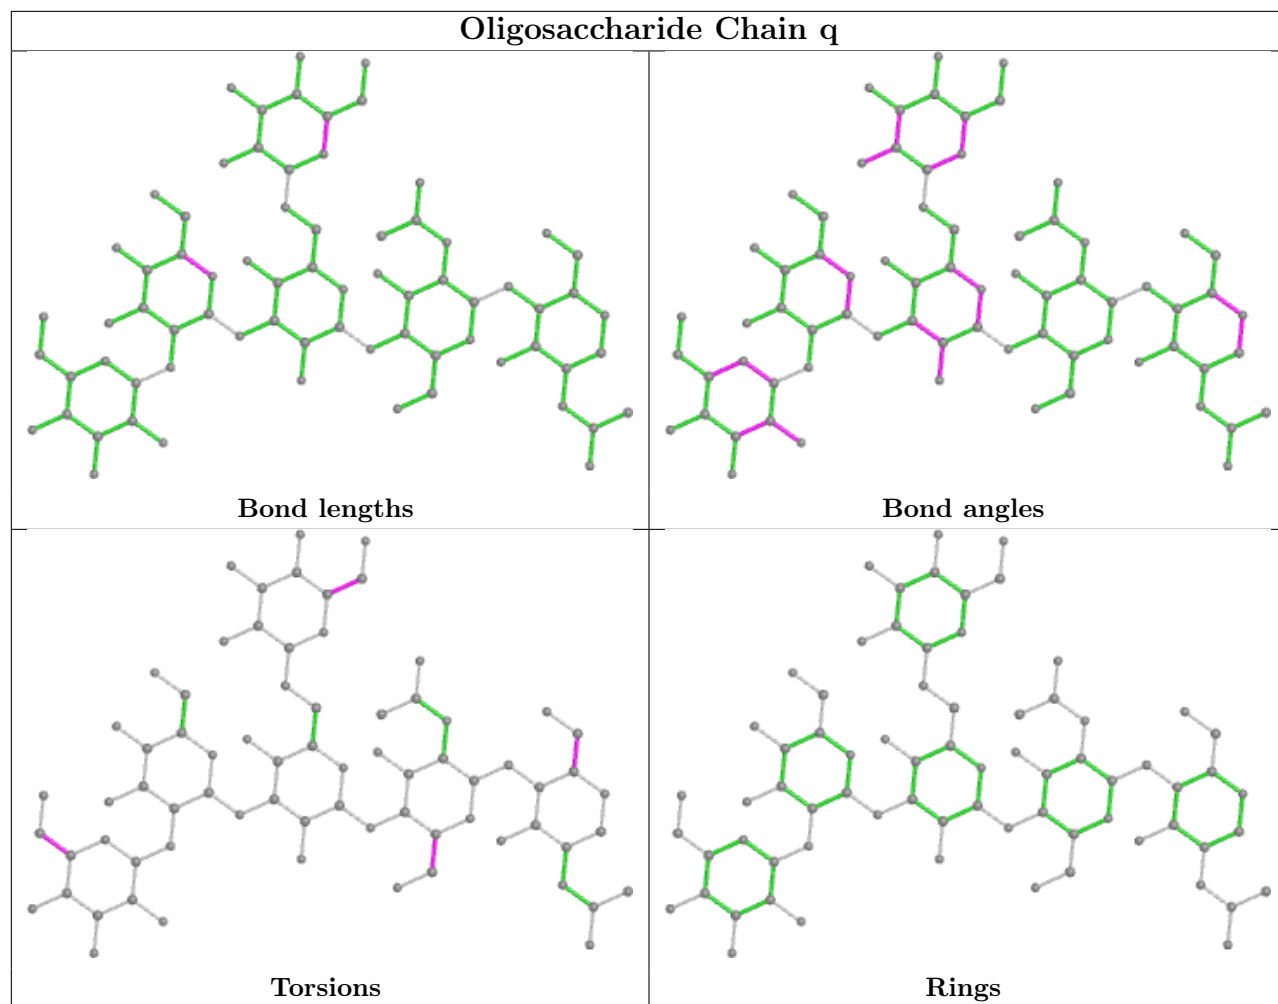 Oligosaccharide Chain q
Bond lengths
Bond angles
Torsions
Rings